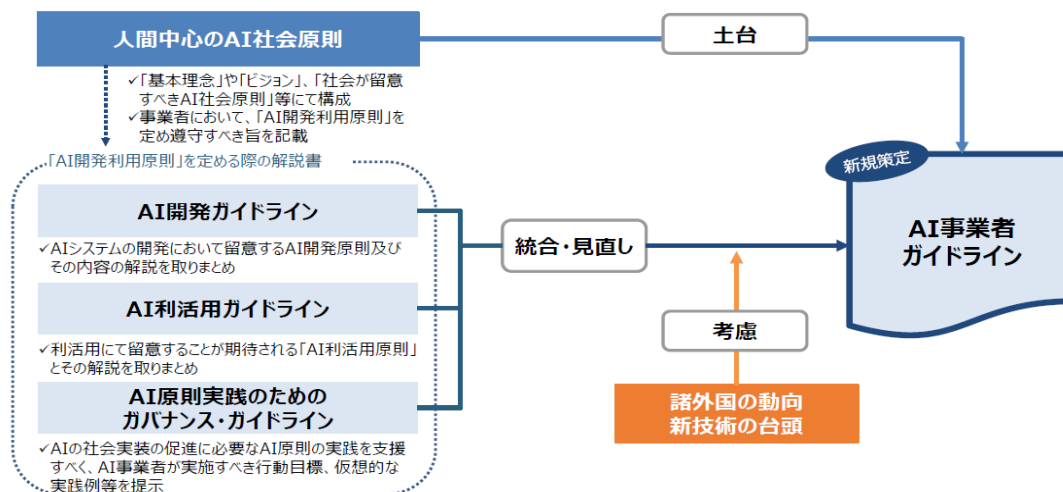 人間中心のAI社会原則
土台
✓「基本理念」や「ビジョン」、「社会が留意
すべきAI社会原則」等にて構成
✓事業者において、「AI開発利用原則」を
定め遵守すべき旨を記載
「AI開発利用原則」を定める際の解説書
AI開発ガイドライン
✓AIシステムの開発において留意するAI開発原則及び
その内容の解説を取りまとめ
AI利活用ガイドライン
✓利活用にて留意することが期待される「AI利活用原則」
とその解説を取りまとめ
AI原則実践のための
ガバナンス・ガイドライン
✓AIの社会実装の促進に必要なAI原則の実践を支援
すべく、AI事業者が実施すべき行動目標、仮想的な
実践例等を提示
統合・見直し
考慮
諸外国の動向
新技術の台頭
新規策定
AI事業者
ガイドライン